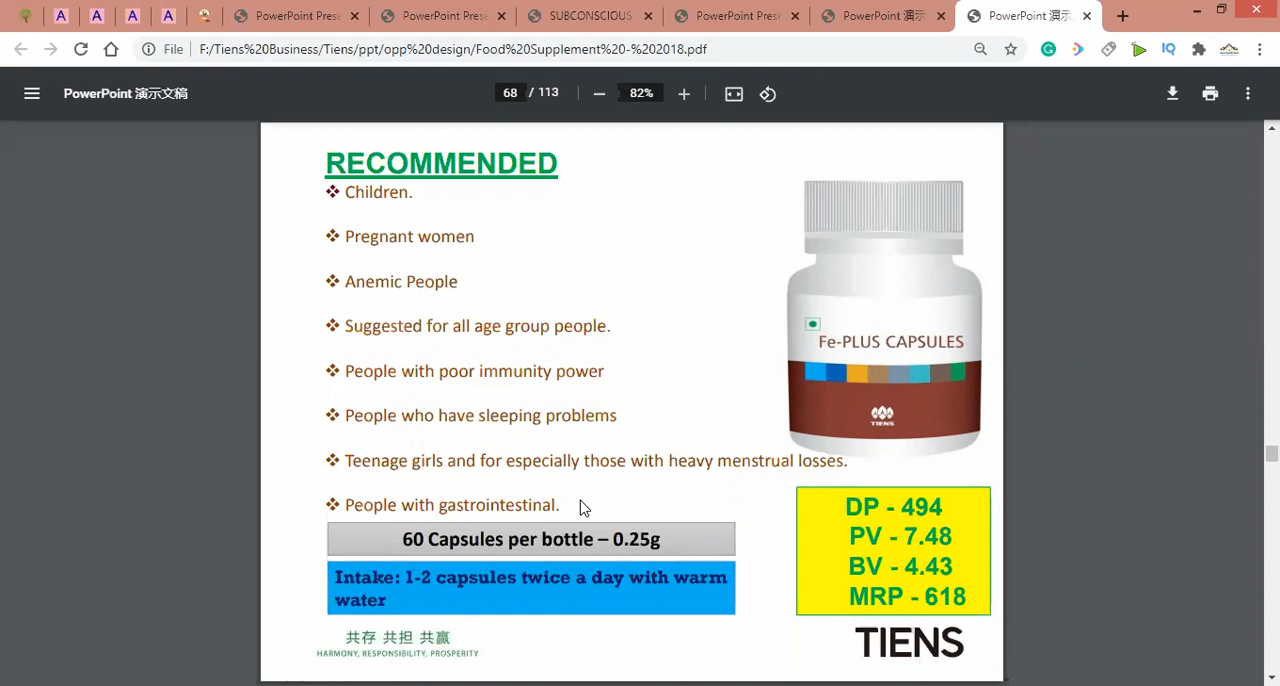 A
A
A
A
PowerPoint Prese
PowerPoint Prese
SUBCONSCIOUS
PowerPoint Prese
PowerPoint 演示
PowerPoint 演示
File
F:/Tiens%20Business/Tiens/ppt/opp%20design/Food%20Supplement%20-%202018.pdf
IQ
PowerPoint 演示文稿
68 / 113
82%
RECOMMENDED
Children.
Pregnant women
Anemic People
Suggested for all age group people.
People with poor immunity power
People who have sleeping problems
Teenage girls and for especially those with heavy menstrual losses.
People with gastrointestinal.
60 Capsules per bottle – 0.25g
Intake: 1-2 capsules twice a day with warm
water
Fe-PLUS CAPSULES
TIENS
DP - 494
PV - 7.48
BV - 4.43
MRP - 618
共存 共担 共赢
HARMONY, RESPONSIBILITY, PROSPERITY
TIENS